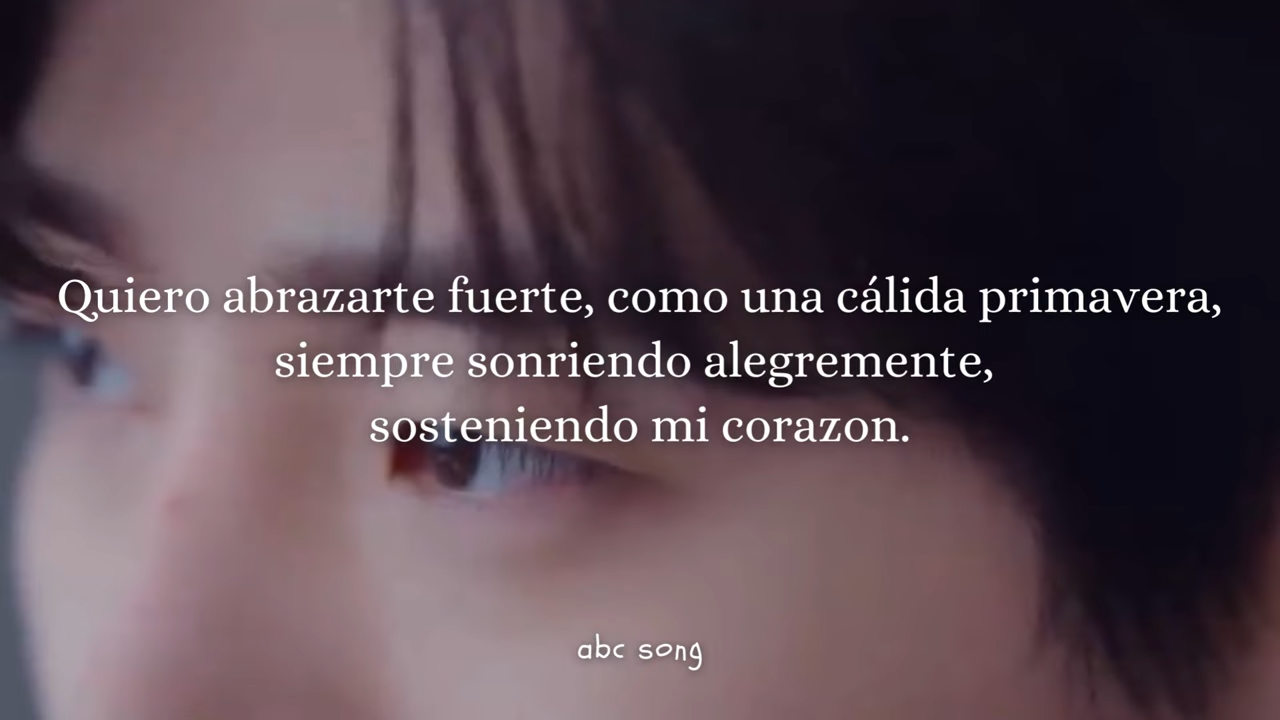 Quiero abrazarte fuerte, como una cálida primavera,
siempre sonriendo alegremente,
sosteniendo mi corazon.
abc song